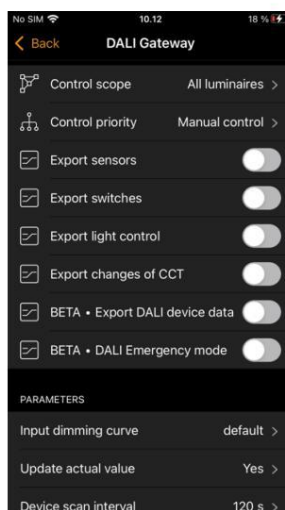 No SIM 10.12 18 %
Back DALI Gateway
Control scope All luminaires
Control priority Manual control
Export sensors
Export switches
Export light control
Export changes of CCT
BETA • Export DALI device data
BETA • DALI Emergency mode
PARAMETERS
Input dimming curve default
Update actual value Yes
Device scan interval 120 s